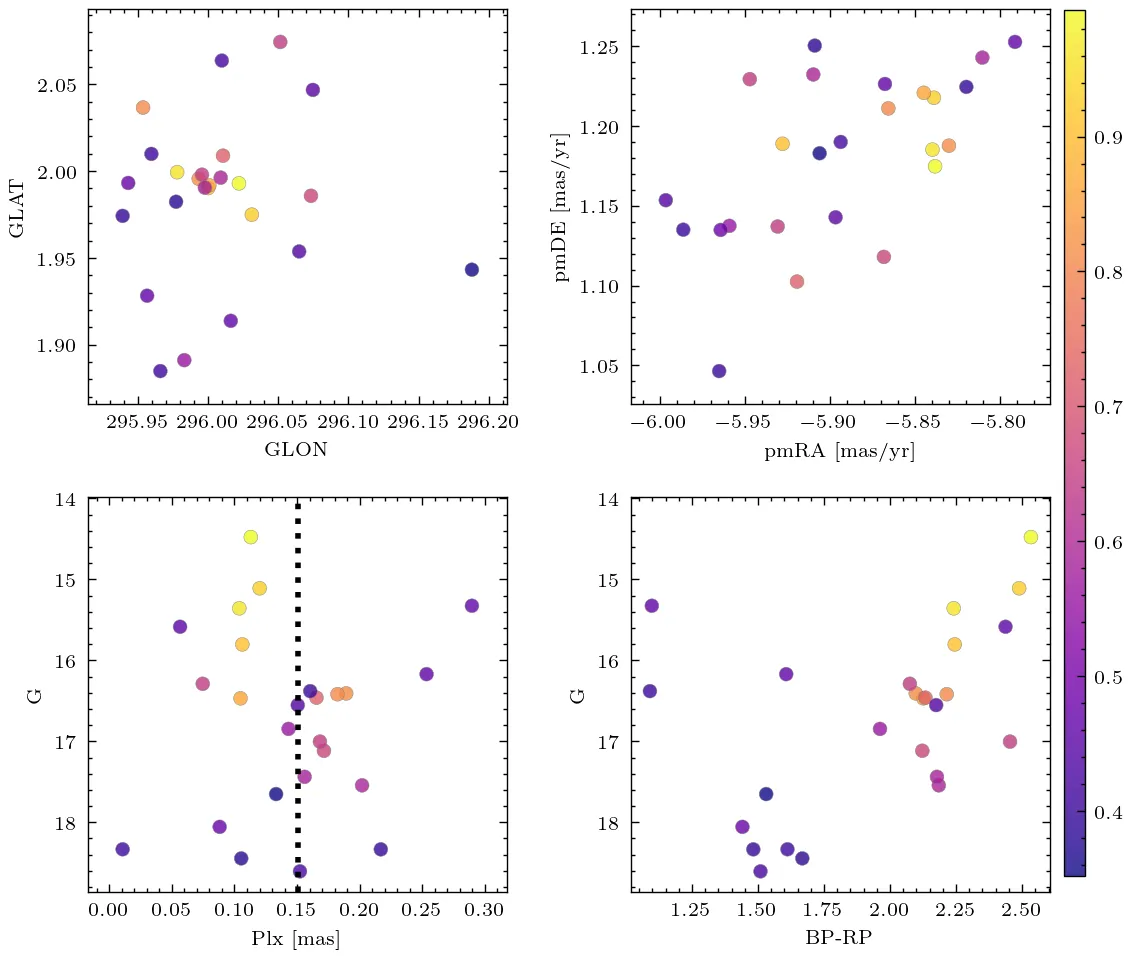 2.05
2.00
1.95
1.90
GLAT
295.95 296.00 296.05 296.10 296.15 296.20
GLON
1.25
1.20
1.15
1.10
1.05
pmDE [mas/yr]
−6.00 −5.95 −5.90 −5.85 −5.80
pmRA [mas/yr]
14
15
16
17
18
G
0.00 0.05 0.10 0.15 0.20 0.25 0.30
Plx [mas]
14
15
16
17
18
G
1.25 1.50 1.75 2.00 2.25 2.50
BP-RP
0.9
0.8
0.7
0.6
0.5
0.4